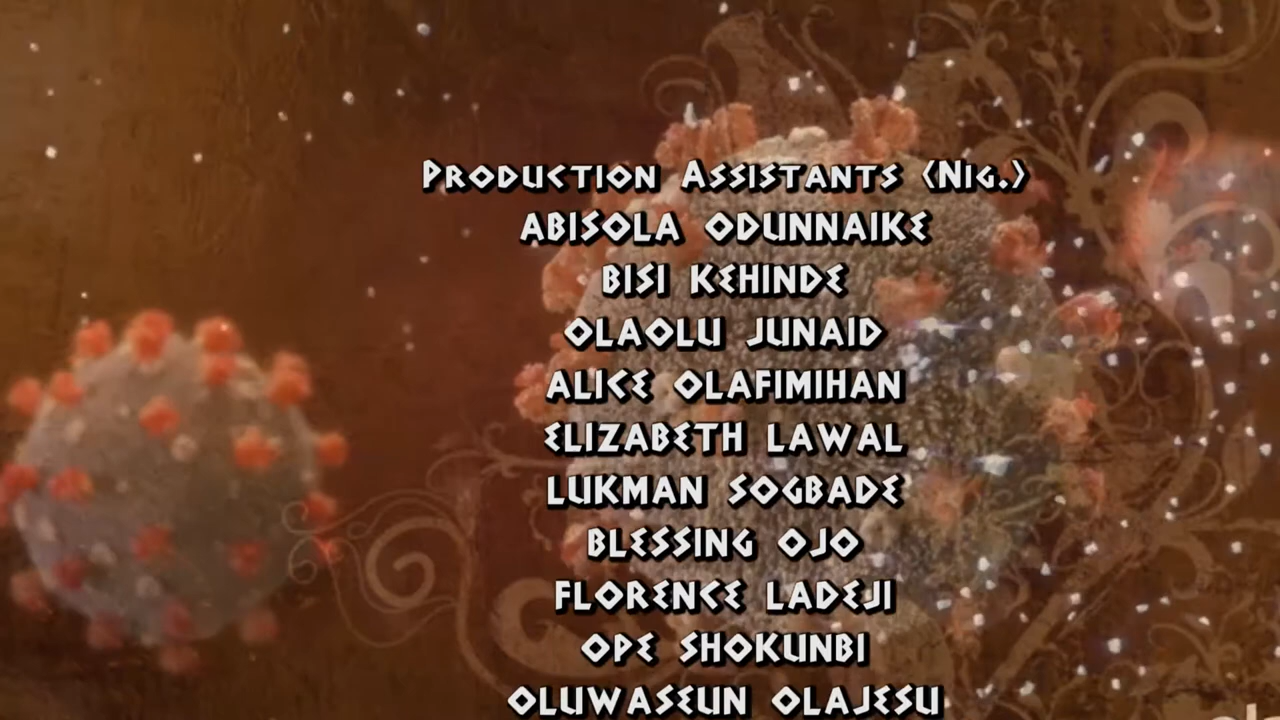 Production Assistants (Nig.)
ABISOLA ODUNNAIKE
BISI KEHINDE
OLAOLU JUNAID
ALICE OLAFIMIHAN
ELIZABETH LAWAL
LUKMAN SOGBADE
BLESSING OJO
FLORENCE LADEJI
OPE SHOKUNBI
OLUWASEUN OLAJESU